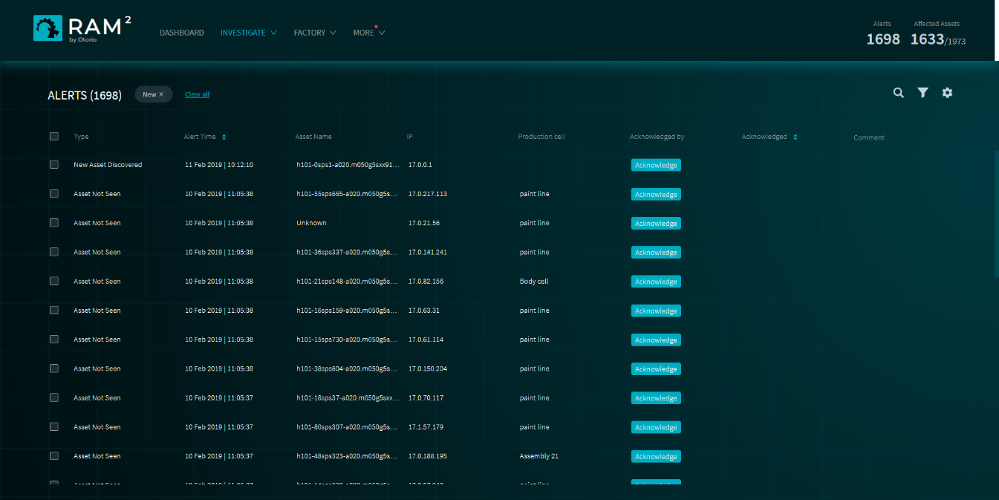 RAM 2
by Otorio
DASHBOARD INVESTIGATE FACTORY MORE
Alerts Affected Assets
1698 1633/1973
ALERTS (1698) New × Clear all
Type Alert Time Asset Name IP Production cell Acknowledged by Acknowledged Comment
New Asset Discovered 11 Feb 2019 | 10:12:10 h101-0sps1-a020.m050g5sxx91... 17.0.0.1 Acknowledge
Asset Not Seen 10 Feb 2019 | 11:05:38 h101-55sps665-a020.m050g5s... 17.0.217.113 paint line Acknowledge
Asset Not Seen 10 Feb 2019 | 11:05:38 Unknown 17.0.21.56 paint line Acknowledge
Asset Not Seen 10 Feb 2019 | 11:05:38 h101-36sps337-a020.m050g5s... 17.0.141.241 paint line Acknowledge
Asset Not Seen 10 Feb 2019 | 11:05:38 h101-21sps148-a020.m050g5s... 17.0.82.156 Body cell Acknowledge
Asset Not Seen 10 Feb 2019 | 11:05:38 h101-16sps159-a020.m050g5s... 17.0.63.31 paint line Acknowledge
Asset Not Seen 10 Feb 2019 | 11:05:38 h101-15sps730-a020.m050g5s... 17.0.61.114 paint line Acknowledge
Asset Not Seen 10 Feb 2019 | 11:05:38 h101-38sps604-a020.m050g5s... 17.0.150.204 paint line Acknowledge
Asset Not Seen 10 Feb 2019 | 11:05:37 h101-18sps37-a020.m050g5sxx... 17.0.70.117 paint line Acknowledge
Asset Not Seen 10 Feb 2019 | 11:05:37 h101-80sps307-a020.m050g5s... 17.1.57.179 paint line Acknowledge
Asset Not Seen 10 Feb 2019 | 11:05:37 h101-48sps323-a020.m050g5s... 17.0.188.195 Assembly 21 Acknowledge